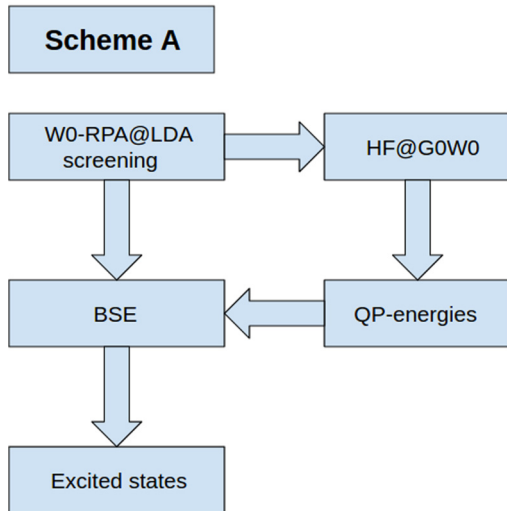 Scheme A
W0-RPA@LDA
screening
HF@G0W0
BSE
QP-energies
Excited states